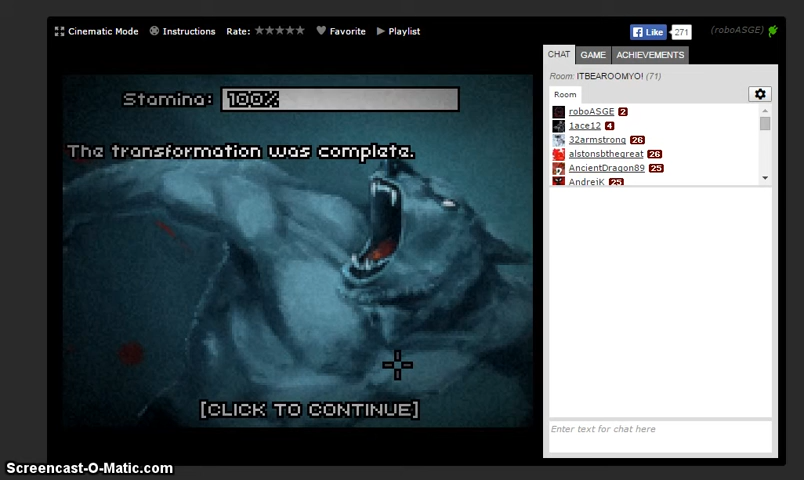 Cinematic Mode Instructions Rate: Favorite Playlist
Like 271
(roboASGE)
CHAT GAME ACHIEVEMENTS
Room: ITBEAROOMYO! (71)
Room
roboASGE 2
1ace12 4
32armstrong 26
alstonsbthegreat 26
AncientDragon89 25
AndreiK 25
Stamina: 100%
The transformation was complete.
[CLICK TO CONTINUE]
Enter text for chat here
Screencast-O-Matic.com